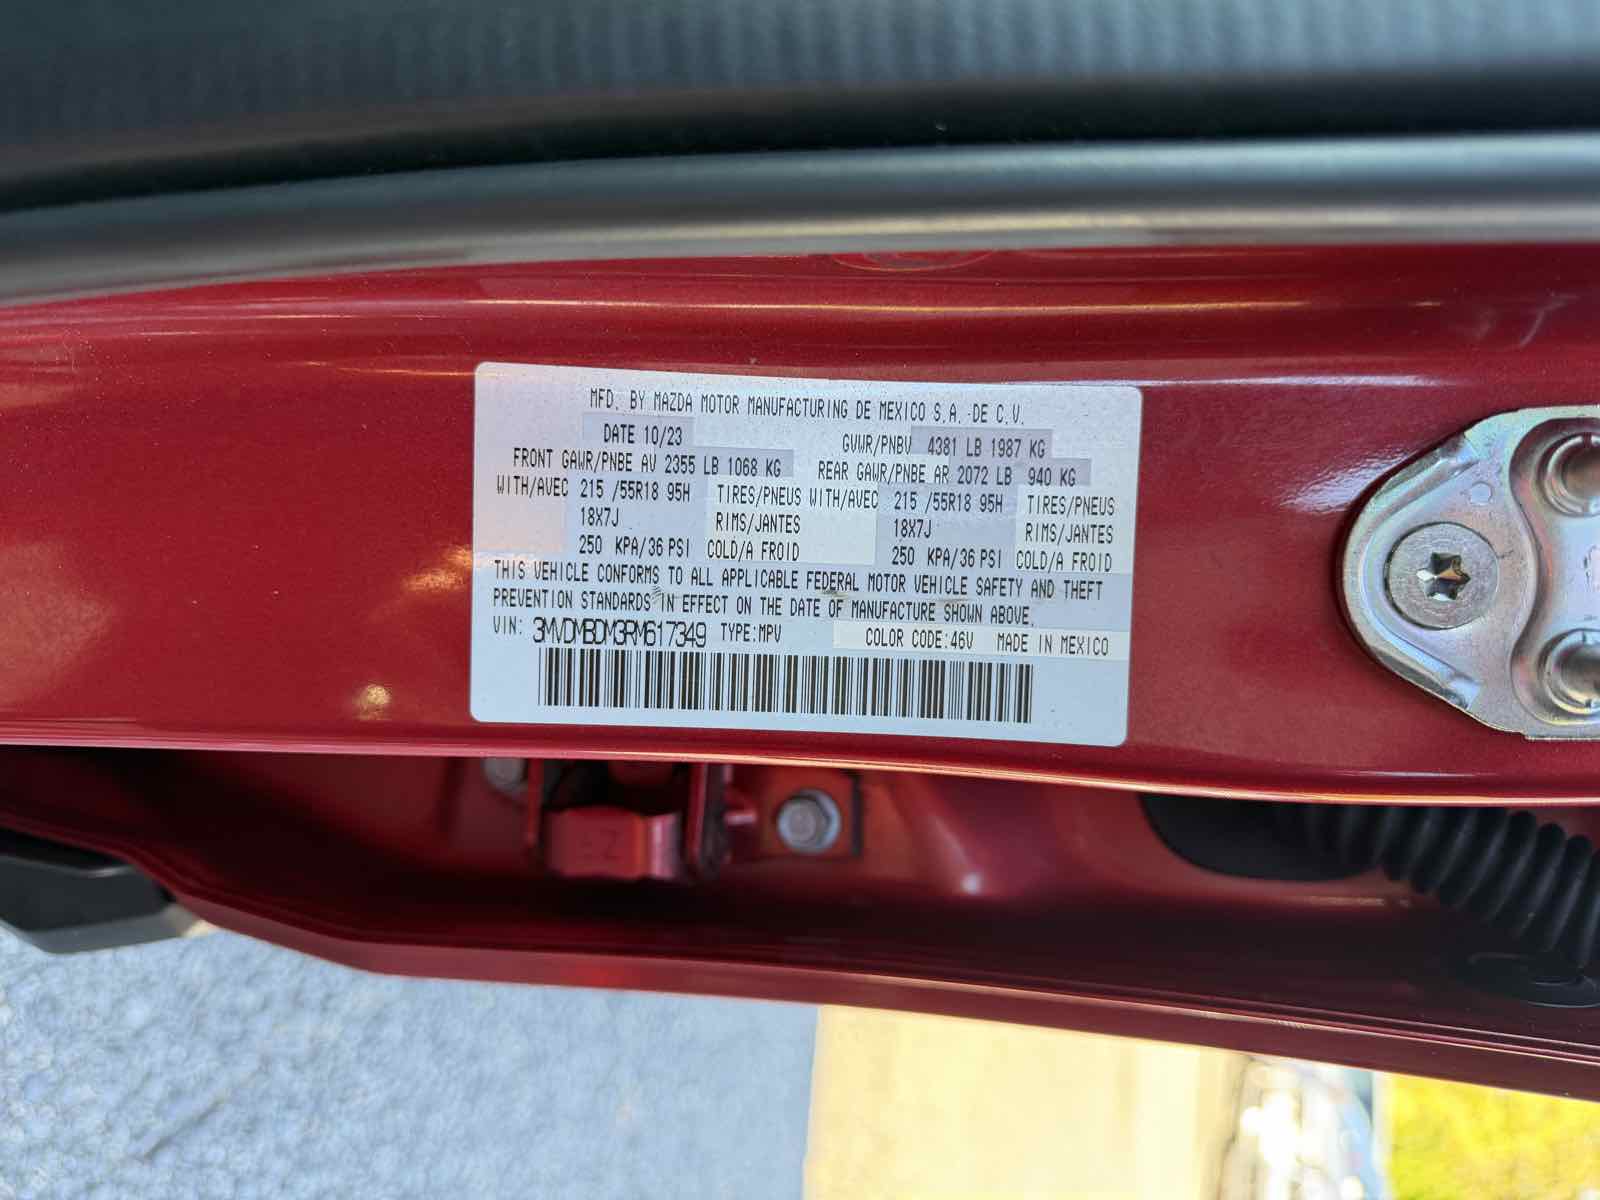 MFD. BY MAZDA MOTOR MANUFACTURING DE MEXICO S.A. DE C.V.
DATE 10/23 GVWR/PNBV 4381 LB 1987 KG
FRONT GAWR/PNBE AV 2355 LB 1068 KG REAR GAWR/PNBE AR 2072 LB 940 KG
WITH/AVEC 215 /55R18 95H TIRES/PNEUS WITH/AVEC 215 /55R18 95H TIRES/PNEUS
18X7J RIMS/JANTES 18X7J RIMS/JANTES
250 KPA/36 PSI COLD/A FROID 250 KPA/36 PSI COLD/A FROID
THIS VEHICLE CONFORMS TO ALL APPLICABLE FEDERAL MOTOR VEHICLE SAFETY AND THEFT
PREVENTION STANDARDS IN EFFECT ON THE DATE OF MANUFACTURE SHOWN ABOVE.
VIN: 3MVDMBDM3RM617349 TYPE:MPV COLOR CODE:46V MADE IN MEXICO